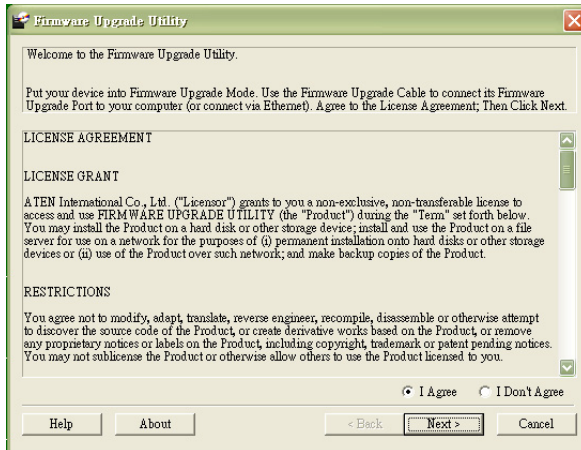 Firmware Upgrade Utility
Welcome to the Firmware Upgrade Utility.
Put your device into Firmware Upgrade Mode. Use the Firmware Upgrade Cable to connect its Firmware
Upgrade Port to your computer (or connect via Ethernet). Agree to the License Agreement; Then Click Next.
LICENSE AGREEMENT
LICENSE GRANT
ATEN International Co., Ltd. ("Licensor") grants to you a non-exclusive, non-transferable license to
access and use FIRMWARE UPGRADE UTILITY (the "Product") during the "Term" set forth below.
You may install the Product on a hard disk or other storage device; install and use the Product on a file
server for use on a network for the purposes of (i) permanent installation onto hard disks or other storage
devices or (ii) use of the Product over such network; and make backup copies of the Product.
RESTRICTIONS
You agree not to modify, adapt, translate, reverse engineer, recompile, disassemble or otherwise attempt
to discover the source code of the Product, or create derivative works based on the Product, or remove
any proprietary notices or labels on the Product, including copyright, trademark or patent pending notices.
You may not sublicense the Product or otherwise allow others to use the Product licensed to you.
I Agree I Don't Agree
Help About < Back Next > Cancel